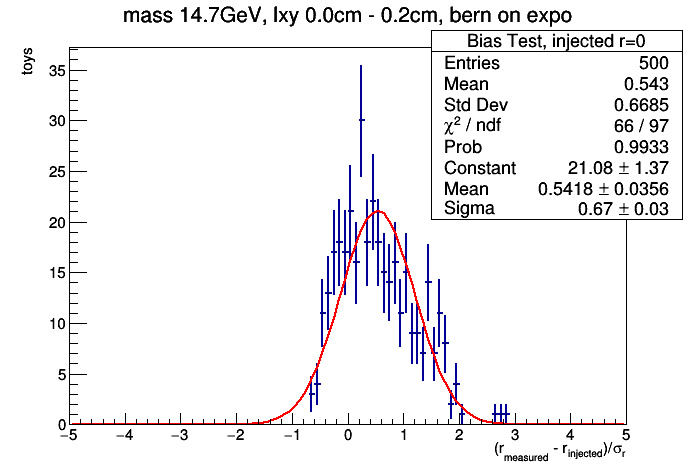 mass 14.7GeV, lxy 0.0cm - 0.2cm, bern on expo
Bias Test, injected r=0
Entries 500
Mean 0.543
Std Dev 0.6685
χ² / ndf 66 / 97
Prob 0.9933
Constant 21.08 ± 1.37
Mean 0.5418 ± 0.0356
Sigma 0.67 ± 0.03
toys
35
30
25
20
15
10
5
0
−5 −4 −3 −2 −1 0 1 2 3 4 5
(r_measured - r_injected)/σ_r